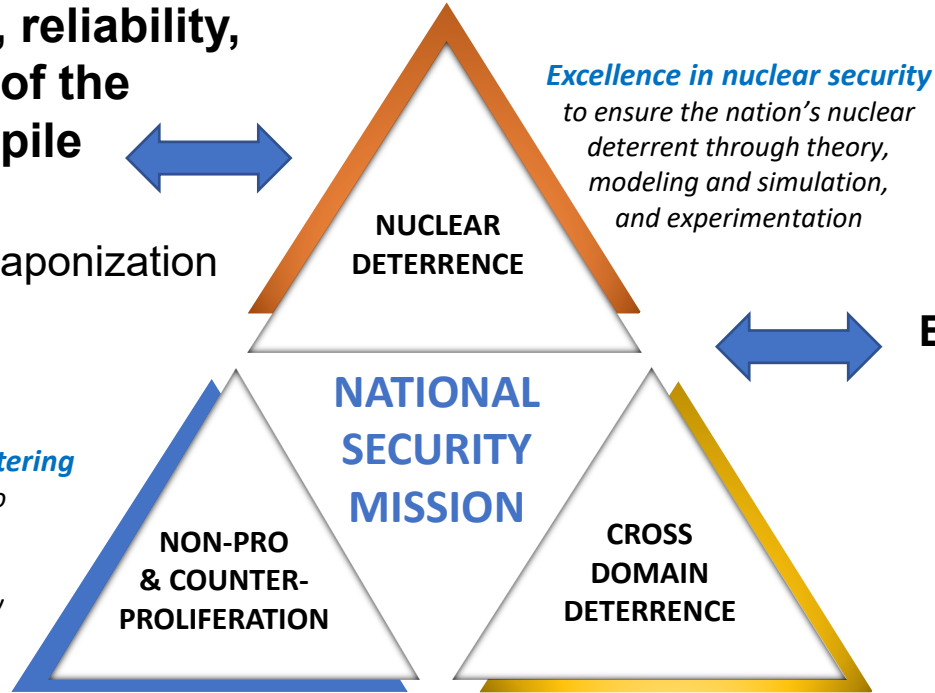 , reliability,
of the
pile
aponization
Excellence in nuclear security
to ensure the nation's nuclear
deterrent through theory,
modeling and simulation,
and experimentation
NUCLEAR
DETERRENCE
E
NATIONAL
SECURITY
MISSION
tering
NON-PRO
& COUNTER-
PROLIFERATION
CROSS
DOMAIN
DETERRENCE